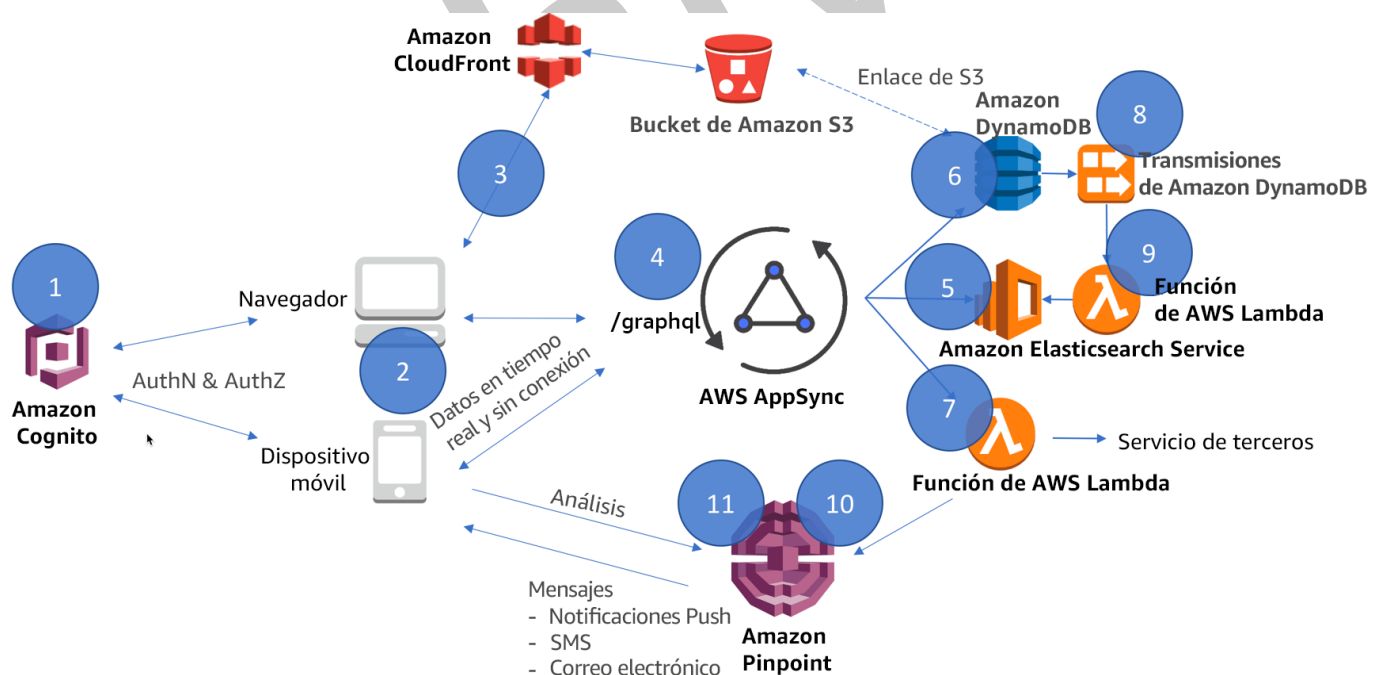 Amazon
CloudFront
Bucket de Amazon S3
Enlace de S3
Amazon
DynamoDB
8
Transmisiones
de Amazon DynamoDB
3
6
1
4
5
9
Navegador
/graphql
Función
de AWS Lambda
Amazon Elasticsearch Service
AuthN & AuthZ
2
Datos en tiempo
real y sin conexión
AWS AppSync
Amazon
Cognito
7
Servicio de terceros
Dispositivo
móvil
Función de AWS Lambda
Análisis
11
10
Mensajes
- Notificaciones Push
- SMS
- Correo electrónico
Amazon
Pinpoint